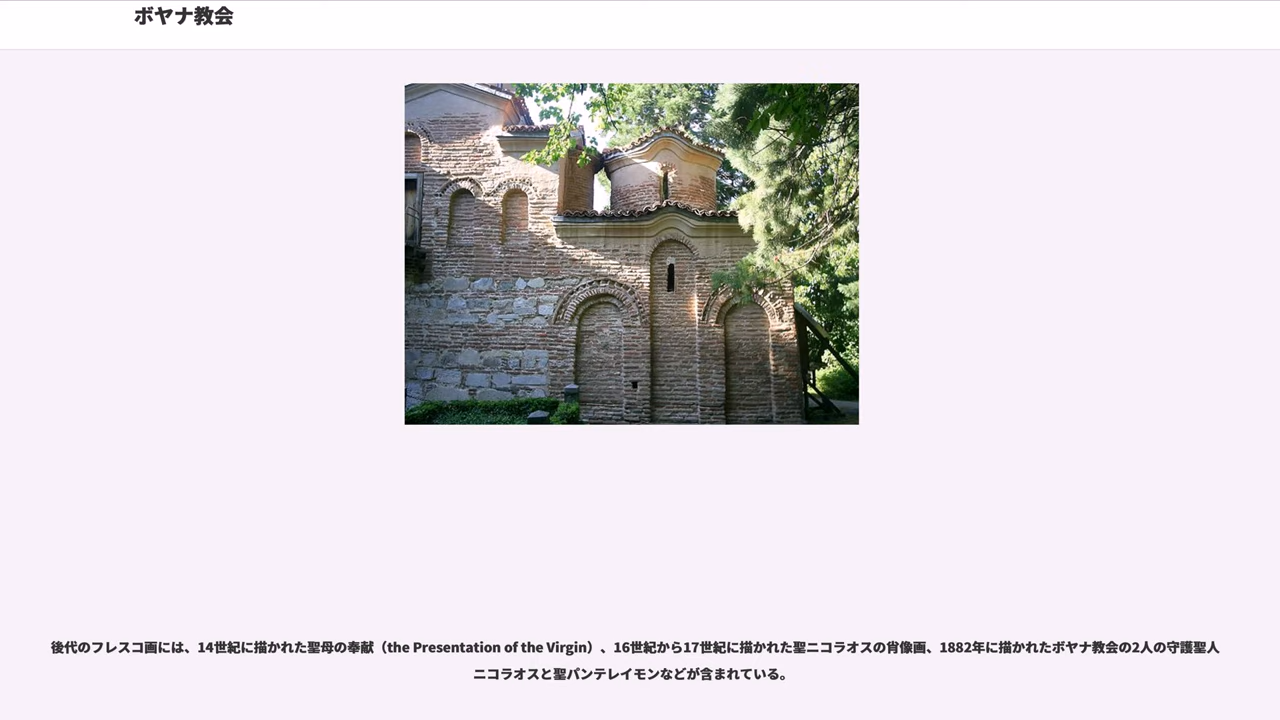 ボヤナ教会
後代のフレスコ画には、14世紀に描かれた聖母の奉献（the Presentation of the Virgin）、16世紀から17世紀に描かれた聖ニコラオスの肖像画、1882年に描かれたボヤナ教会の2人の守護聖人
ニコラオスと聖パンテレイモンなどが含まれている。